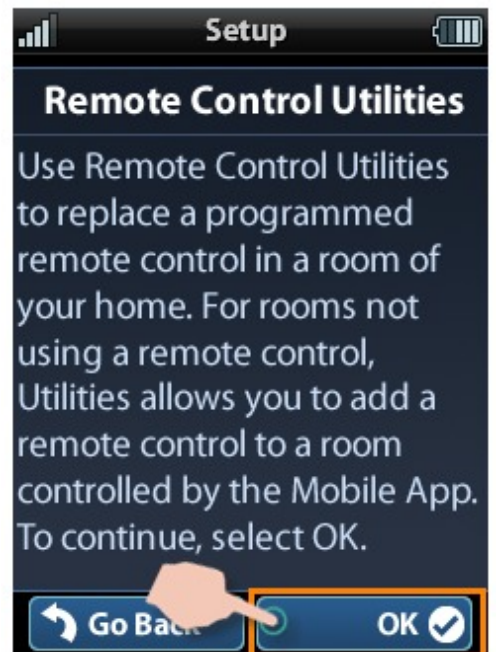 Setup
Remote Control Utilities
Use Remote Control Utilities
to replace a programmed
remote control in a room of
your home. For rooms not
using a remote control,
Utilities allows you to add a
remote control to a room
controlled by the Mobile App.
To continue, select OK.
Go Back OK